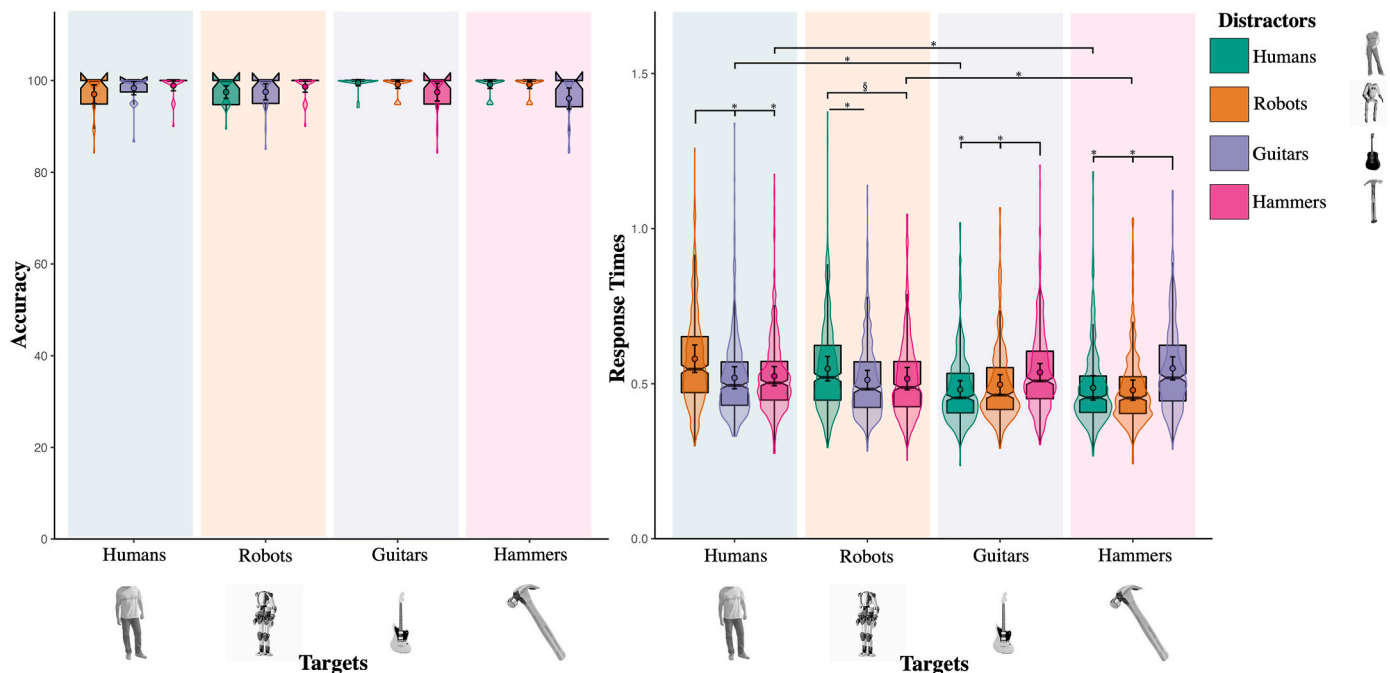 Accuracy
100
80
60
40
20
0
Humans
Robots
Guitars
Hammers
Targets
Response Times
1.5
1.0
0.5
0.0
*
*
*
§
*
*
*
*
*
*
*
Humans
Robots
Guitars
Hammers
Targets
Distractors
Humans
Robots
Guitars
Hammers